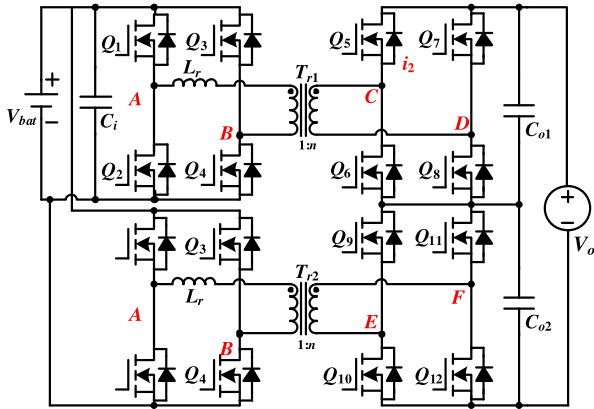 Q1 Q3 Tr1 Q5 Q7
i2
Lr
+ A C
Vbat − Ci B D Co1
1:n
Q2 Q4 Q6 Q8
+
−
Vo
Q3 Tr2 Q9 Q11
Lr F
A E Co2
B 1:n
Q4 Q10 Q12